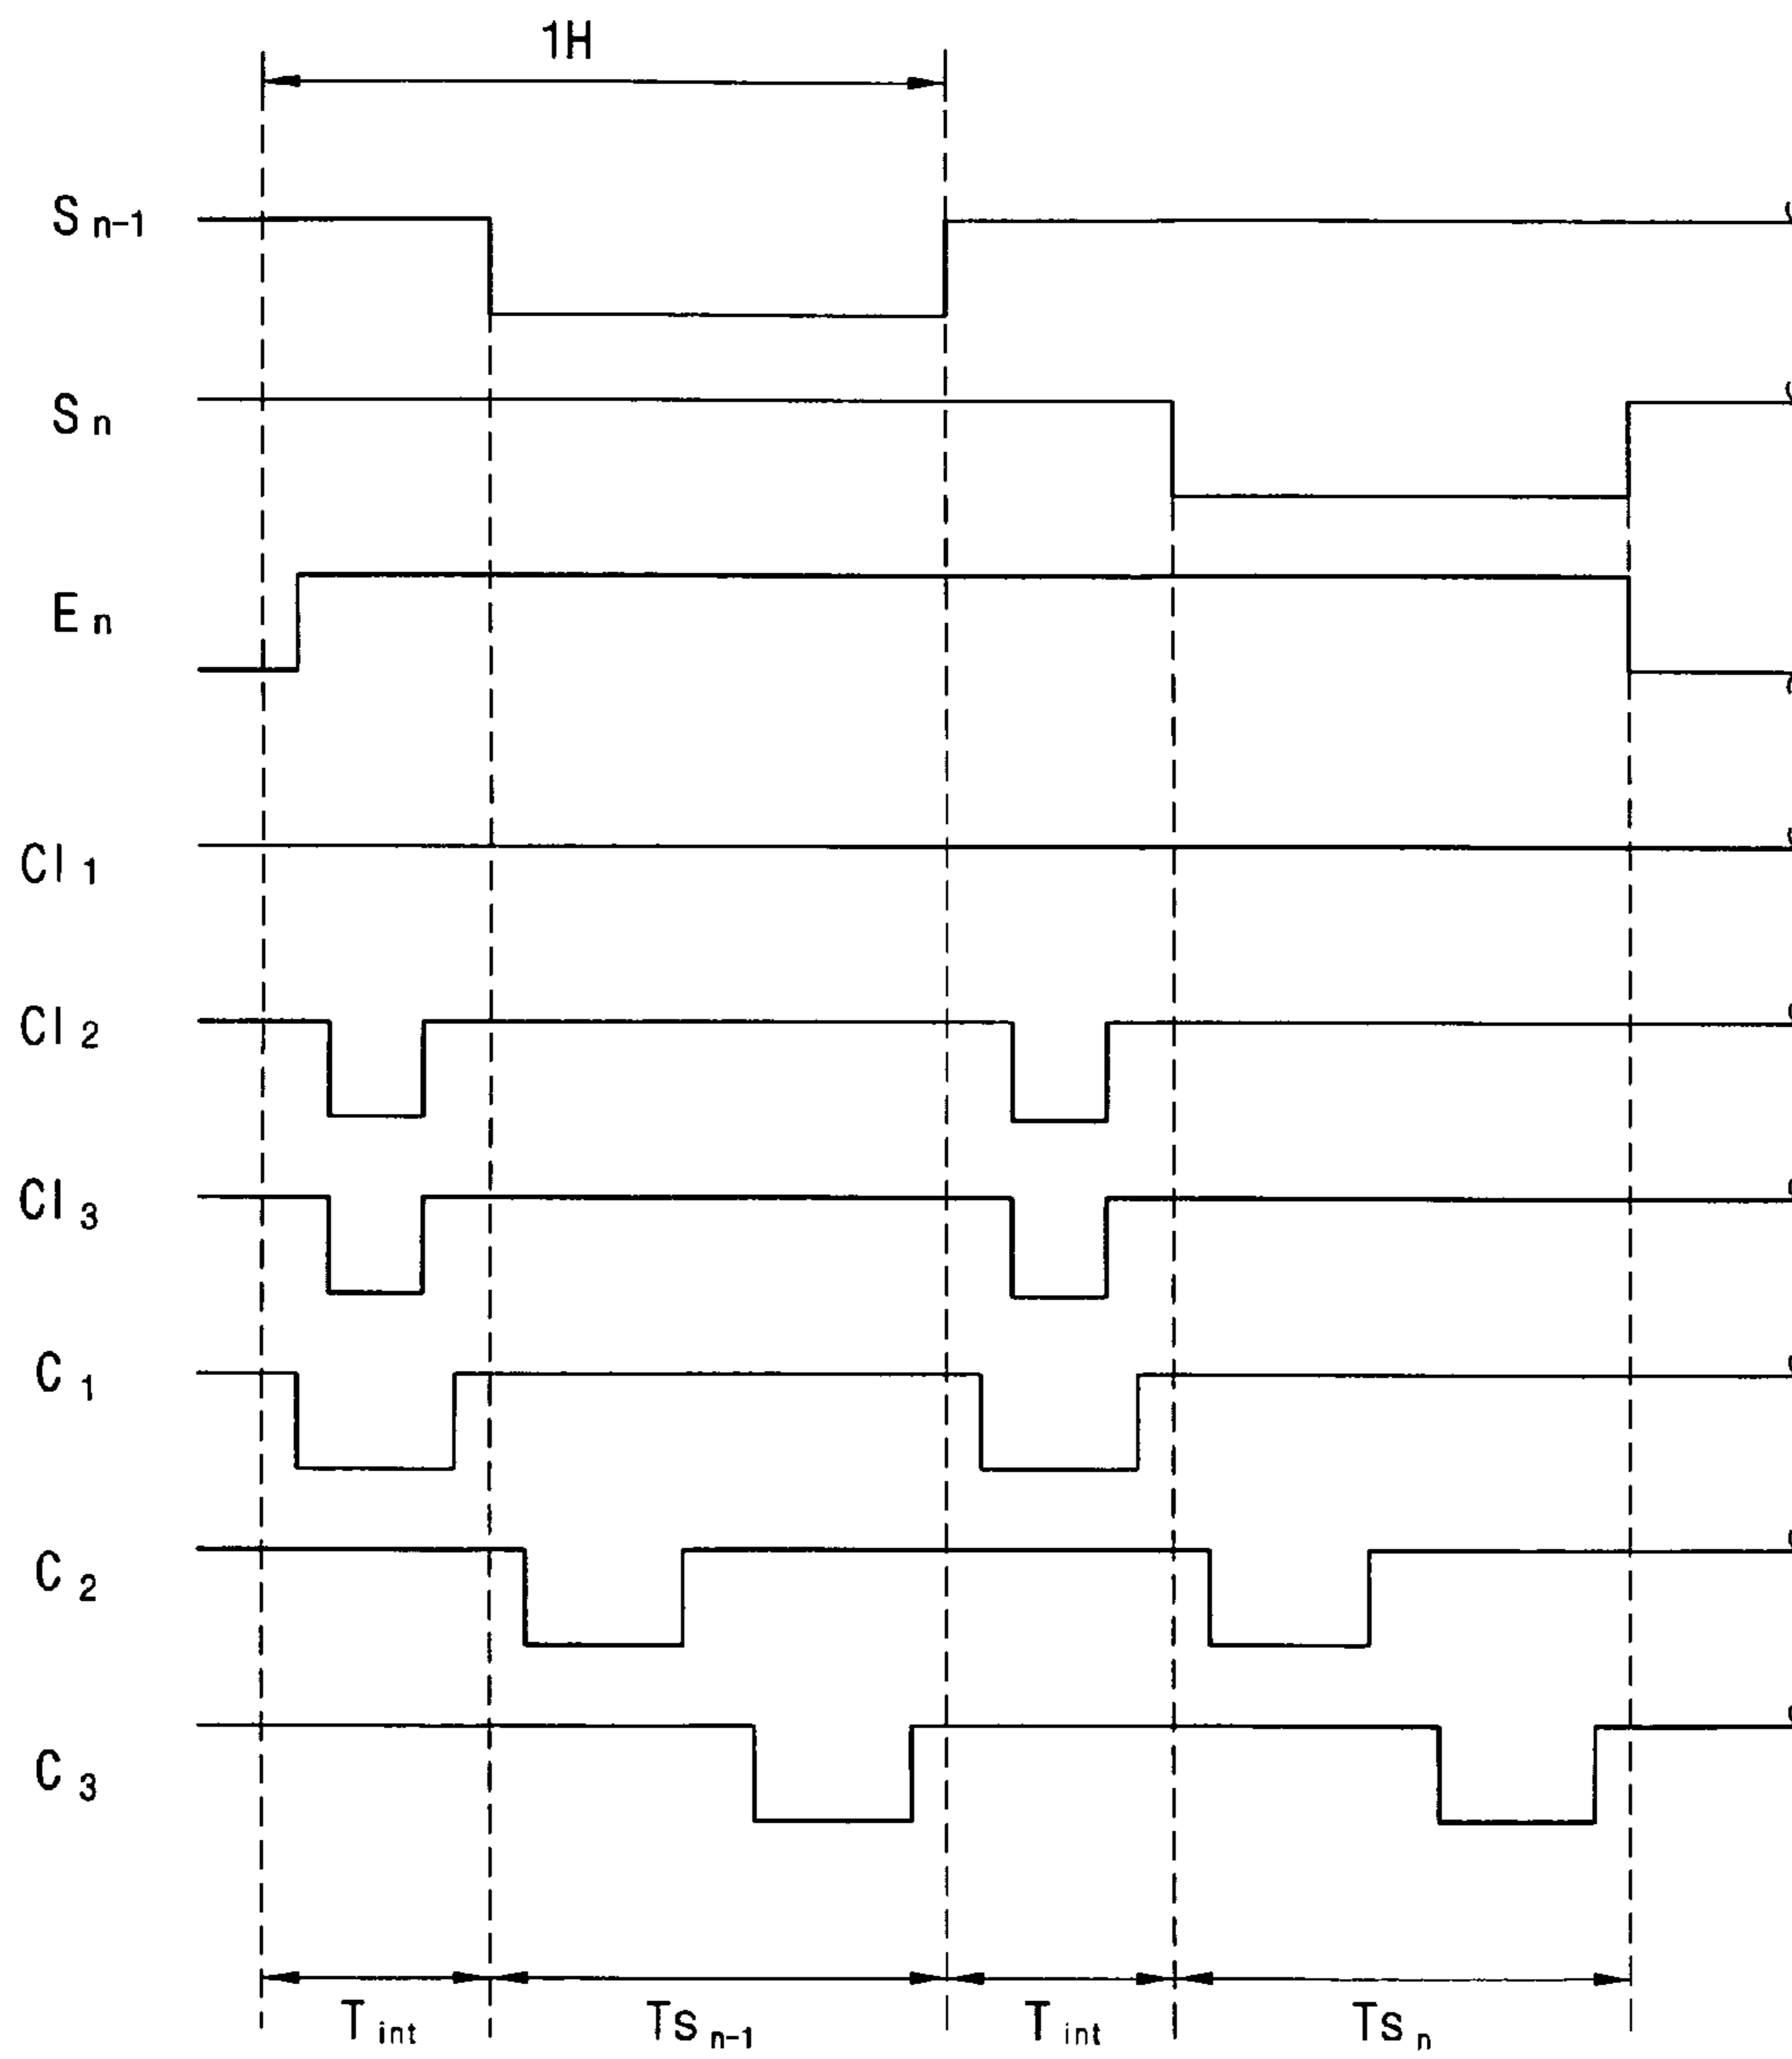 1H
S n-1
S n
E n
CI 1
CI 2
CI 3
C 1
C 2
C 3
T int
TS n-1
T int
TS n